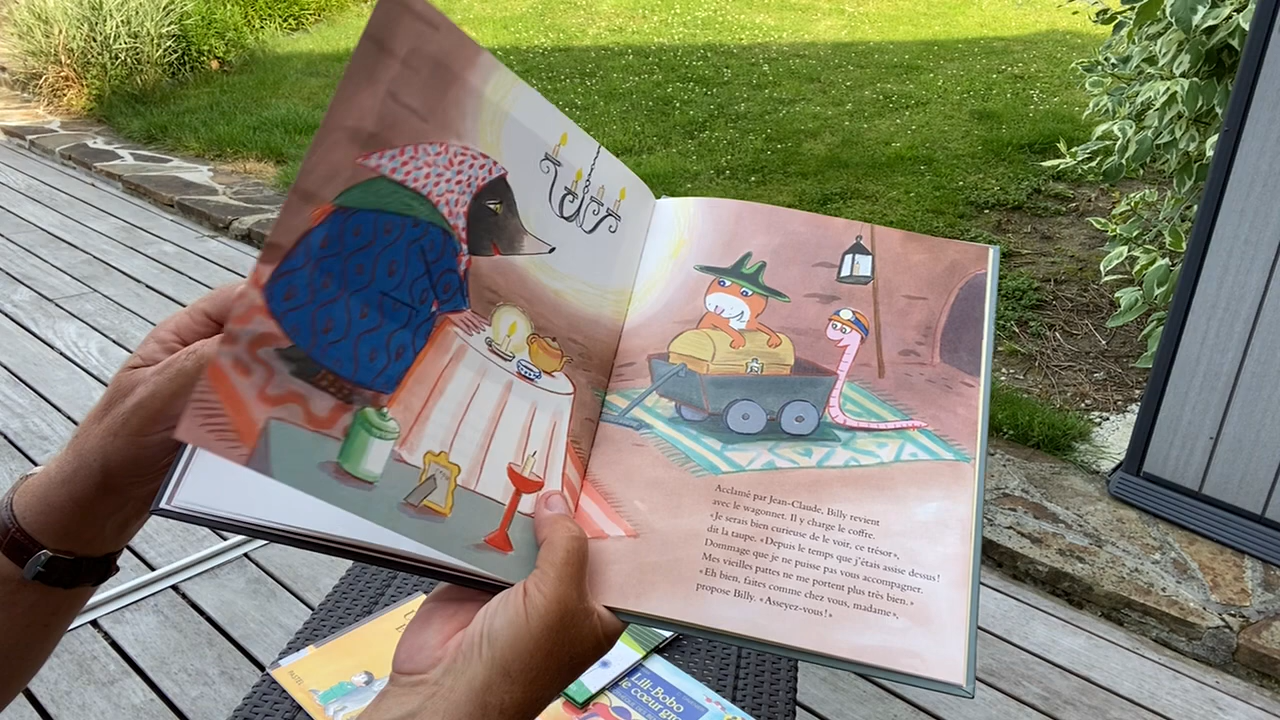 Acclamé par Jean-Claude, Billy revient
avec le wagonnet. Il y charge le coffre.
«Je serais bien curieuse de le voir, ce trésor»,
dit la taupe. «Depuis le temps que j'étais assise dessus!
Dommage que je ne puisse pas vous accompagner.
Mes vieilles pattes ne me portent plus très bien.»
«Eh bien, faites comme chez vous, madame»,
propose Billy. «Asseyez-vous!»
PASTEL
Lili-Bobo
le cœur gro